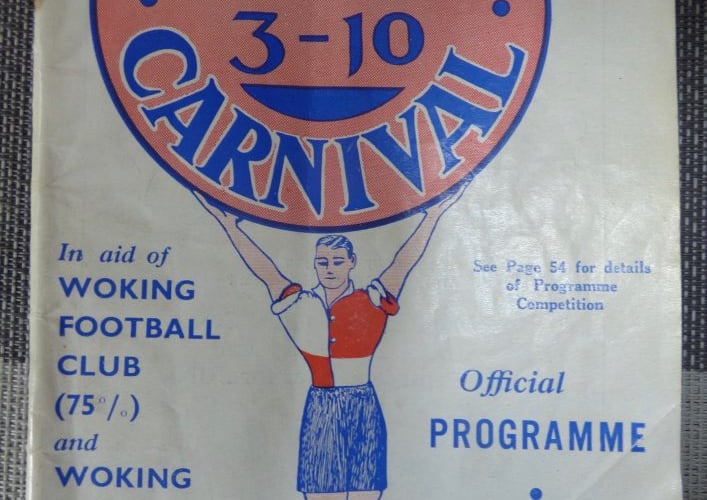 3-10
CARNIVAL
In aid of
WOKING
FOOTBALL
CLUB
(75%)
and
WOKING
See Page 54 for details
of Programme
Competition
Official
PROGRAMME